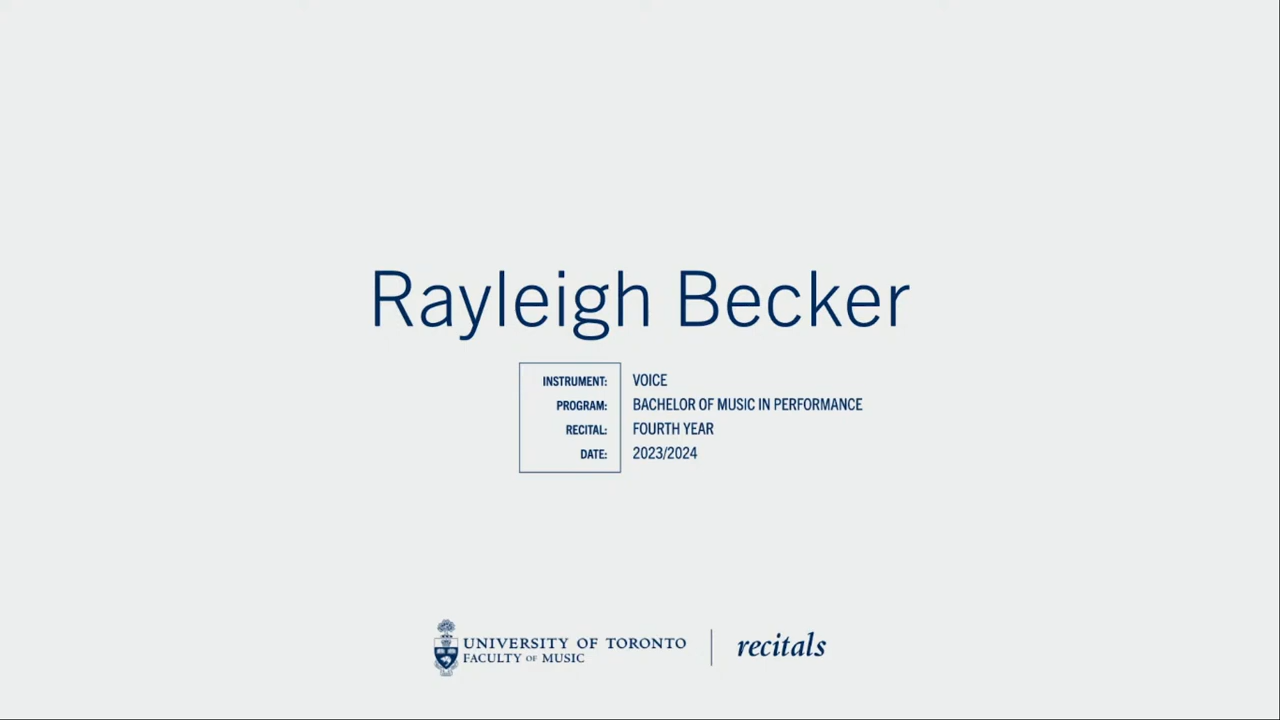 Rayleigh Becker
INSTRUMENT: VOICE
PROGRAM: BACHELOR OF MUSIC IN PERFORMANCE
RECITAL: FOURTH YEAR
DATE: 2023/2024
UNIVERSITY OF TORONTO
FACULTY OF MUSIC
recitals